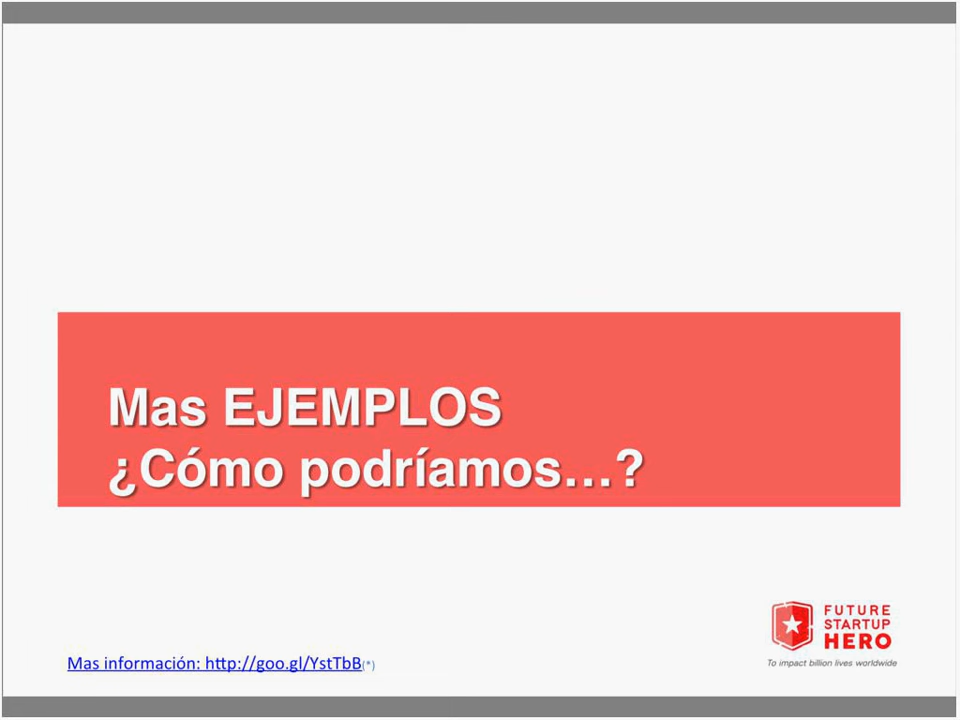 Mas EJEMPLOS
¿Cómo podríamos…?
FUTURE
STARTUP
HERO
To impact billion lives worldwide
Mas información: http://goo.gl/YstTbB(*)